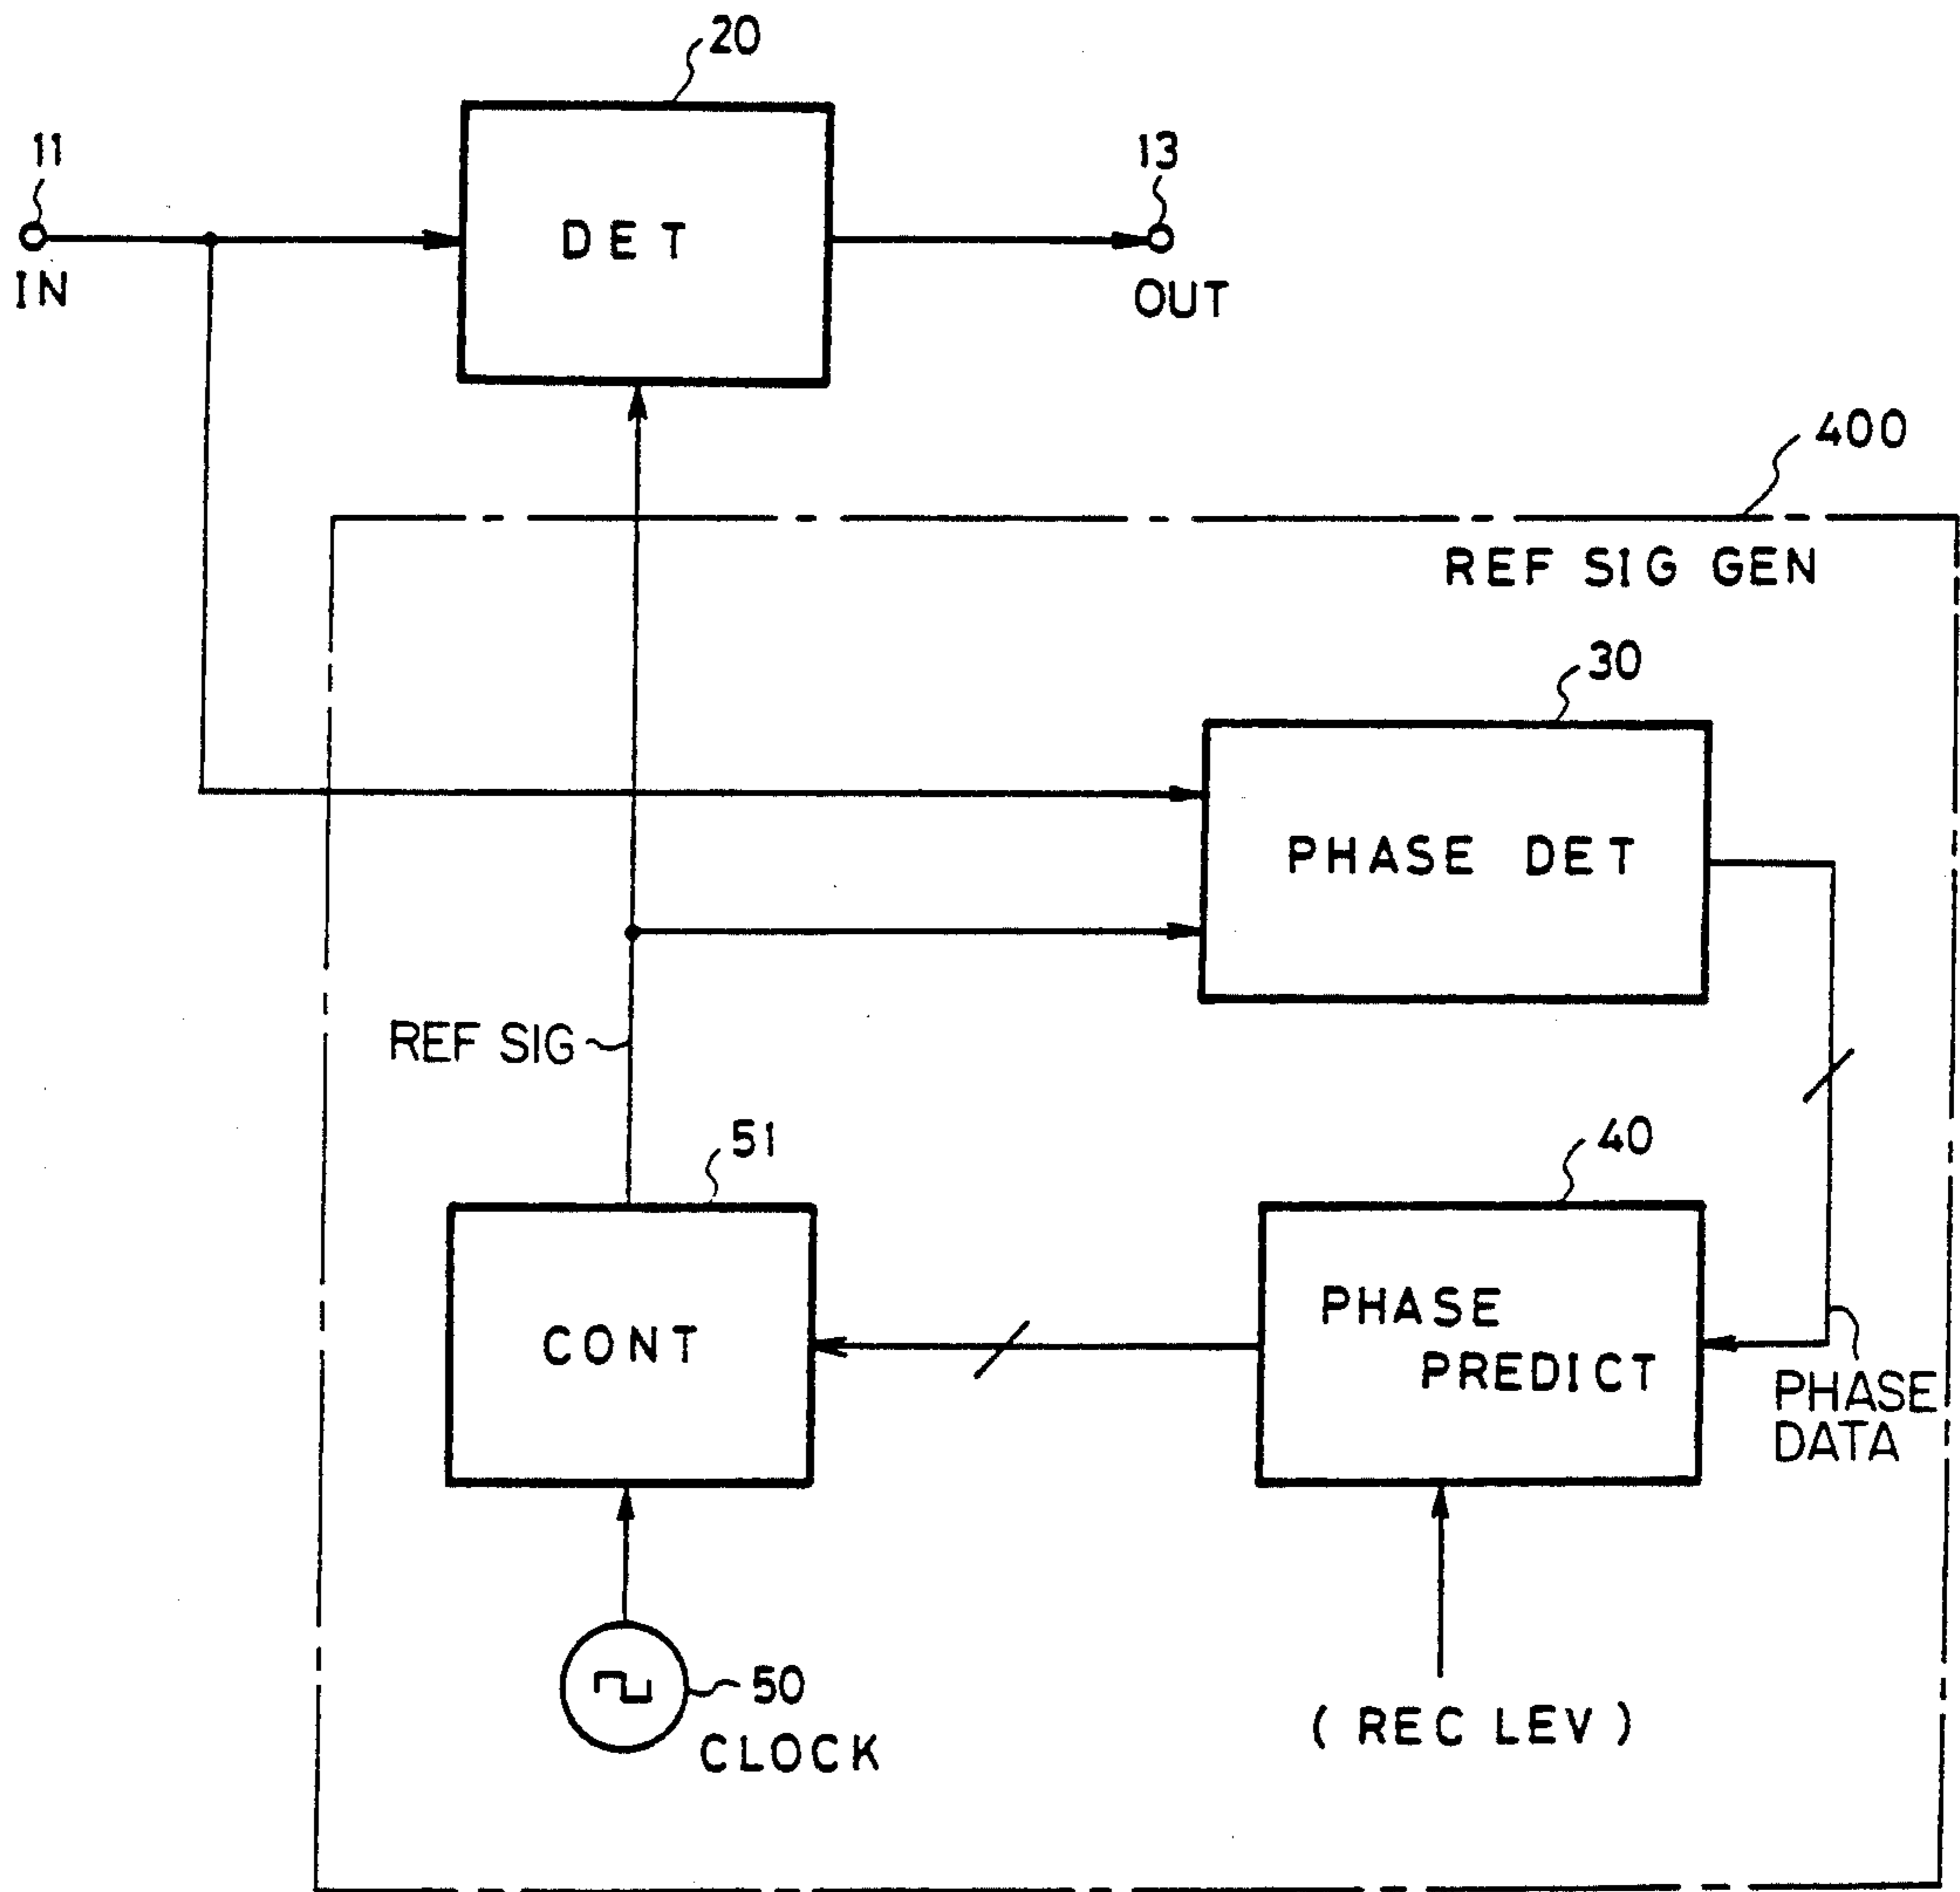 20
11
13
DET
IN
OUT
400
REF SIG GEN
30
PHASE DET
REF SIG
51
40
CONT
PHASE
PREDICT
PHASE
DATA
50
CLOCK
(REC LEV)